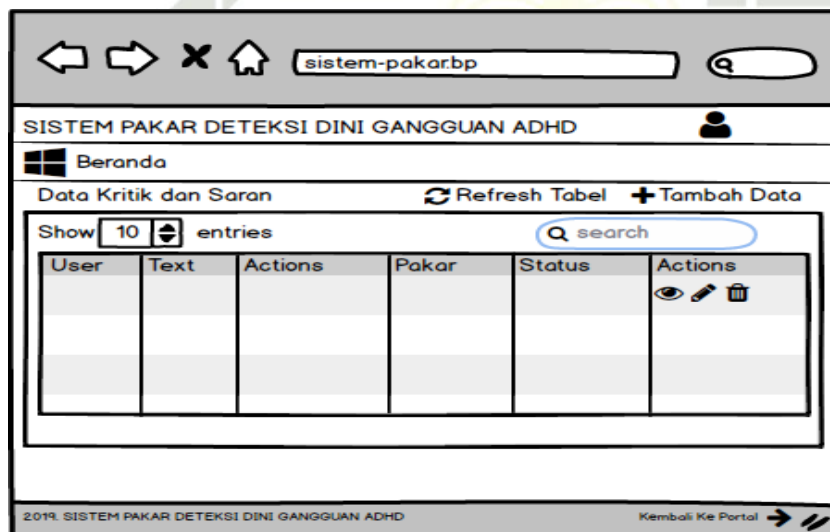 sistem-pakar.bp
SISTEM PAKAR DETEKSI DINI GANGGUAN ADHD
Beranda
Data Kritik dan Saran Refresh Tabel Tambah Data
Show 10 entries search
User Text Actions Pakar Status Actions
2019. SISTEM PAKAR DETEKSI DINI GANGGUAN ADHD Kembali Ke Portal